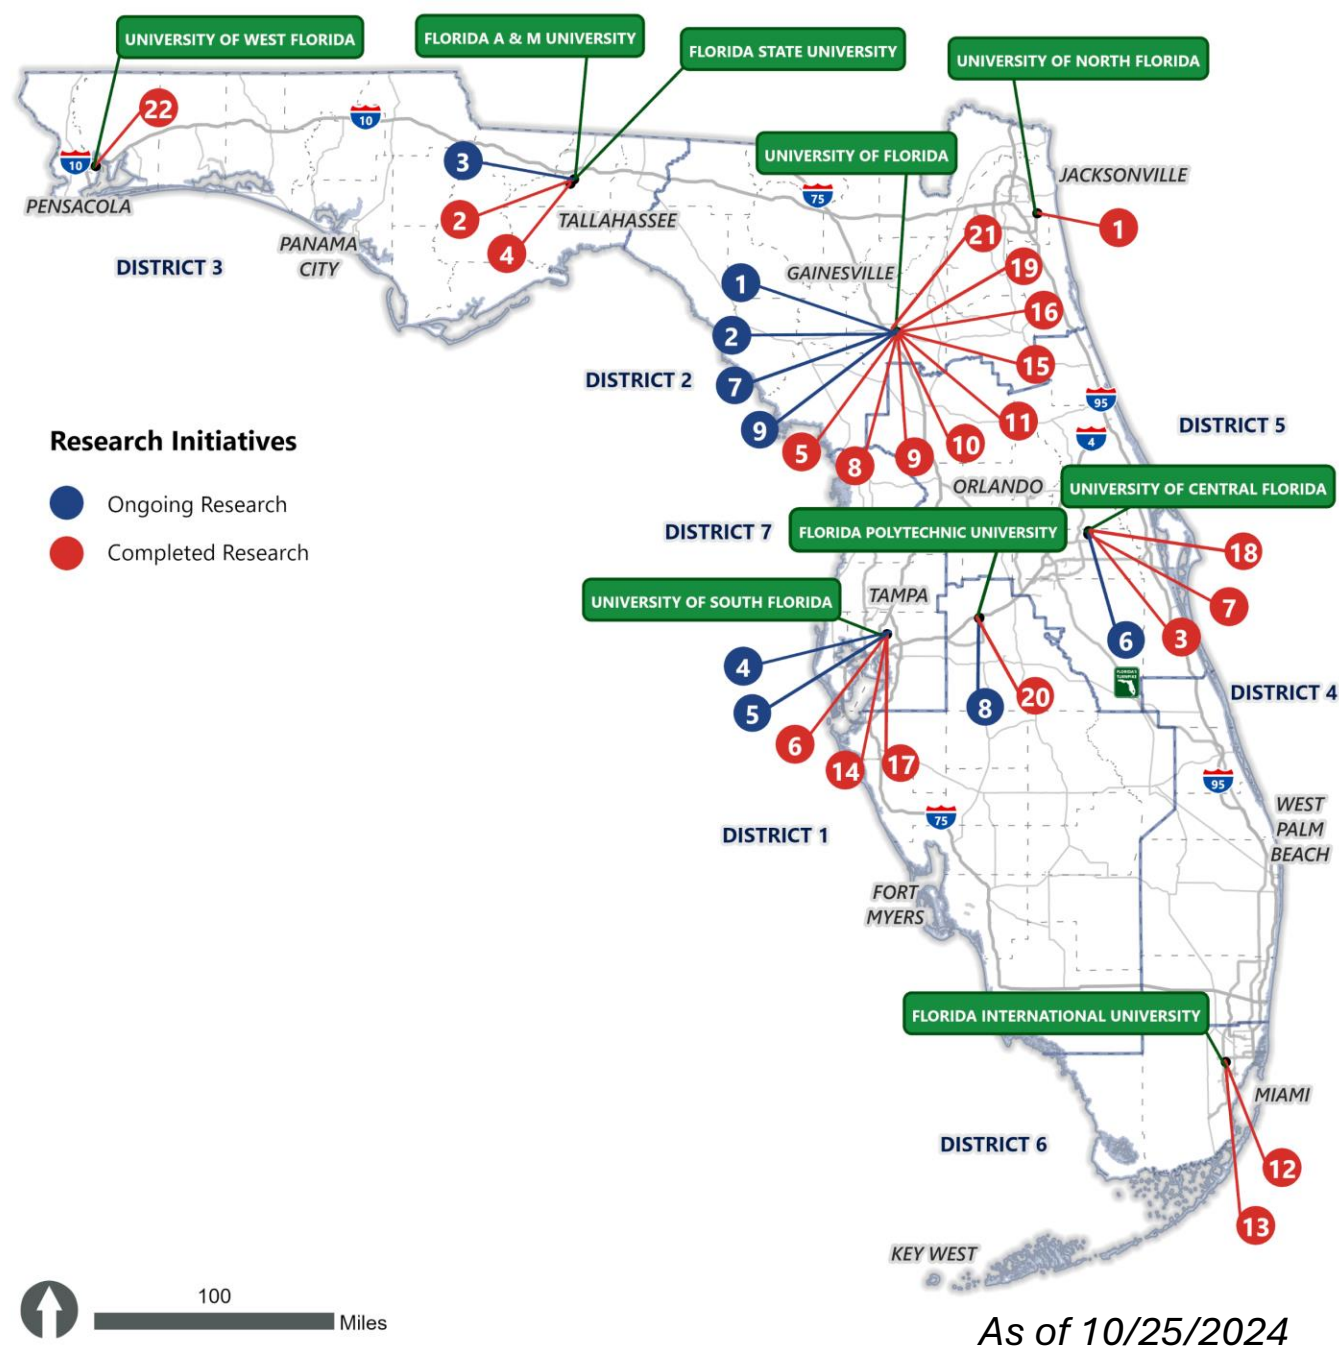 UNIVERSITY OF WEST FLORIDA
FLORIDA A & M UNIVERSITY
FLORIDA STATE UNIVERSITY
UNIVERSITY OF NORTH FLORIDA
22
10
10
3
UNIVERSITY OF FLORIDA
JACKSONVILLE
75
PENSACOLA
2
TALLAHASSEE
1
4
21
PANAMA
CITY
DISTRICT 3
GAINESVILLE
19
1
16
2
15
DISTRICT 2
7
95
9
11
5
8
9
10
4
DISTRICT 5
Research Initiatives
Ongoing Research
Completed Research
ORLANDO
UNIVERSITY OF CENTRAL FLORIDA
DISTRICT 7
FLORIDA POLYTECHNIC UNIVERSITY
18
UNIVERSITY OF SOUTH FLORIDA
TAMPA
7
6
3
4
FLORIDA'S
TURNPIKE
DISTRICT 4
5
8
20
6
14
17
95
75
DISTRICT 1
WEST
PALM
BEACH
FORT
MYERS
FLORIDA INTERNATIONAL UNIVERSITY
MIAMI
DISTRICT 6
12
13
KEY WEST
100
Miles
As of 10/25/2024